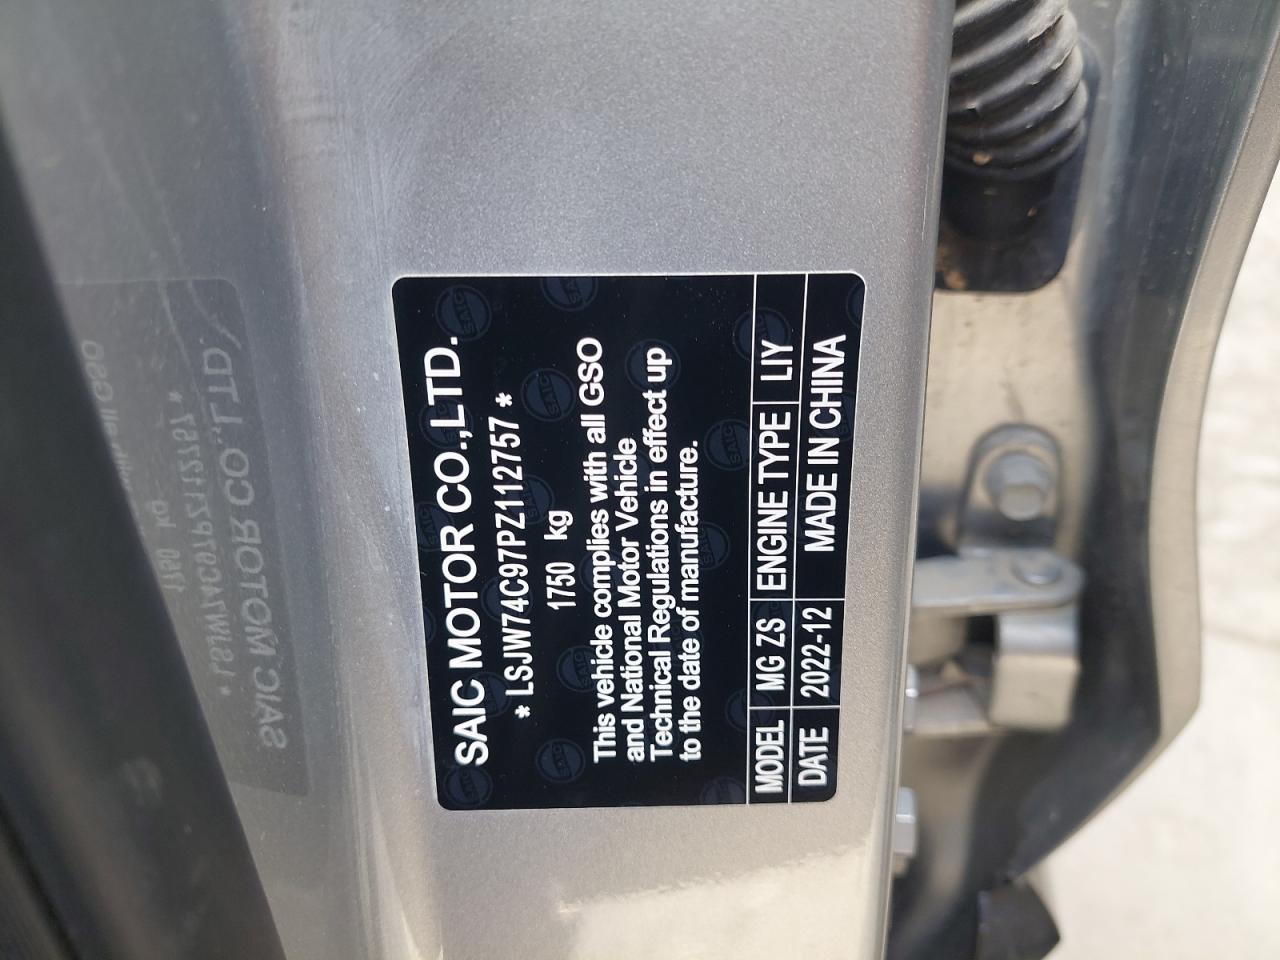 SAIC MOTOR CO.,LTD.
* LSJW74C97PZ112757 *
1750 kg
This vehicle complies with all GSO
and National Motor Vehicle
Technical Regulations in effect up
to the date of manufacture.
MODEL MG ZS ENGINE TYPE LIY
DATE 2022-12 MADE IN CHINA